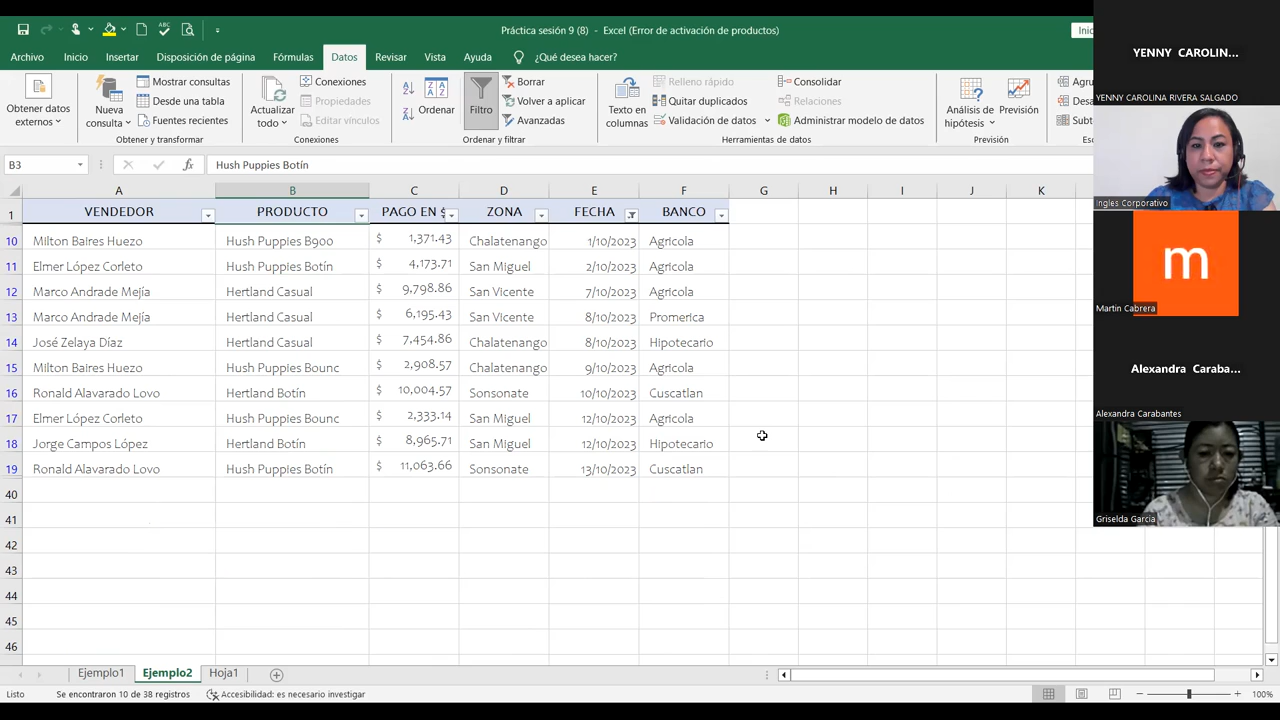 Práctica sesión 9 (8) - Excel (Error de activación de productos)
Inic
Archivo Inicio Insertar Disposición de página Fórmulas Datos Revisar Vista Ayuda ¿Qué desea hacer?
Obtener datos externos
Nueva consulta
Mostrar consultas
Desde una tabla
Fuentes recientes
Obtener y transformar
Actualizar todo
Conexiones
Propiedades
Editar vínculos
Conexiones
Ordenar
Filtro
Borrar
Volver a aplicar
Avanzadas
Ordenar y filtrar
Texto en columnas
Relleno rápido
Quitar duplicados
Validación de datos
Consolidar
Relaciones
Administrar modelo de datos
Herramientas de datos
Análisis de hipótesis
Previsión
Previsión
Agru
Desa
Subt
Es
B3 fx Hush Puppies Botín
A B C D E F G H I J K
1 VENDEDOR PRODUCTO PAGO EN $ ZONA FECHA BANCO
10 Milton Baires Huezo Hush Puppies B900 $ 1,371.43 Chalatenango 1/10/2023 Agricola
11 Elmer López Corleto Hush Puppies Botín $ 4,173.71 San Miguel 2/10/2023 Agricola
12 Marco Andrade Mejía Hertland Casual $ 9,798.86 San Vicente 7/10/2023 Agricola
13 Marco Andrade Mejía Hertland Casual $ 6,195.43 San Vicente 8/10/2023 Promerica
14 José Zelaya Díaz Hertland Casual $ 7,454.86 Chalatenango 8/10/2023 Hipotecario
15 Milton Baires Huezo Hush Puppies Bounc $ 2,908.57 Chalatenango 9/10/2023 Agricola
16 Ronald Alavarado Lovo Hertland Botín $ 10,004.57 Sonsonate 10/10/2023 Cuscatlan
17 Elmer López Corleto Hush Puppies Bounc $ 2,333.14 San Miguel 12/10/2023 Agricola
18 Jorge Campos López Hertland Botín $ 8,965.71 San Miguel 12/10/2023 Hipotecario
19 Ronald Alavarado Lovo Hush Puppies Botín $ 11,063.66 Sonsonate 13/10/2023 Cuscatlan
40
41
42
43
44
45
46
Ejemplo1 Ejemplo2 Hoja1
Listo Se encontraron 10 de 38 registros Accesibilidad: es necesario investigar 100%
YENNY CAROLIN...
YENNY CAROLINA RIVERA SALGADO
Ingles Corporativo
m
Martin Cabrera
Alexandra Caraba...
Alexandra Carabantes
Griselda Garcia